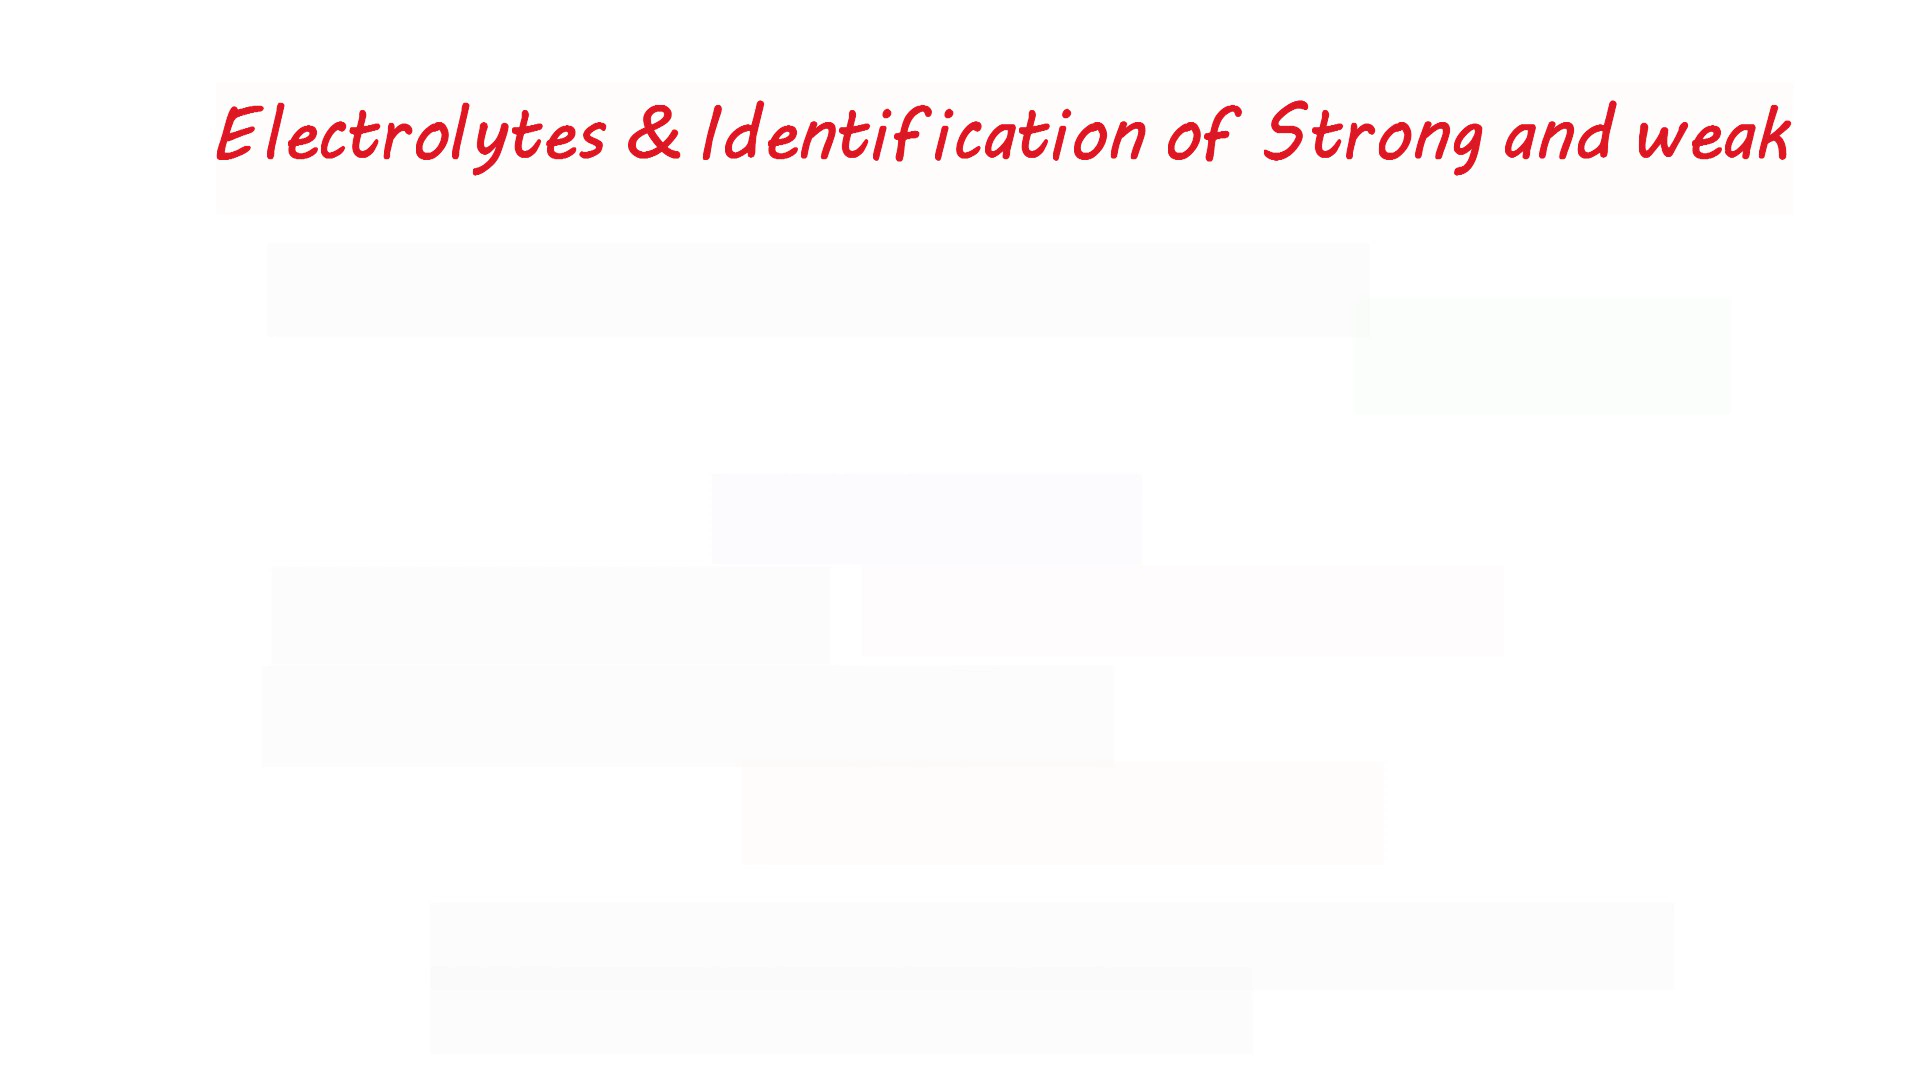 Electrolytes & Identification of Strong and weak